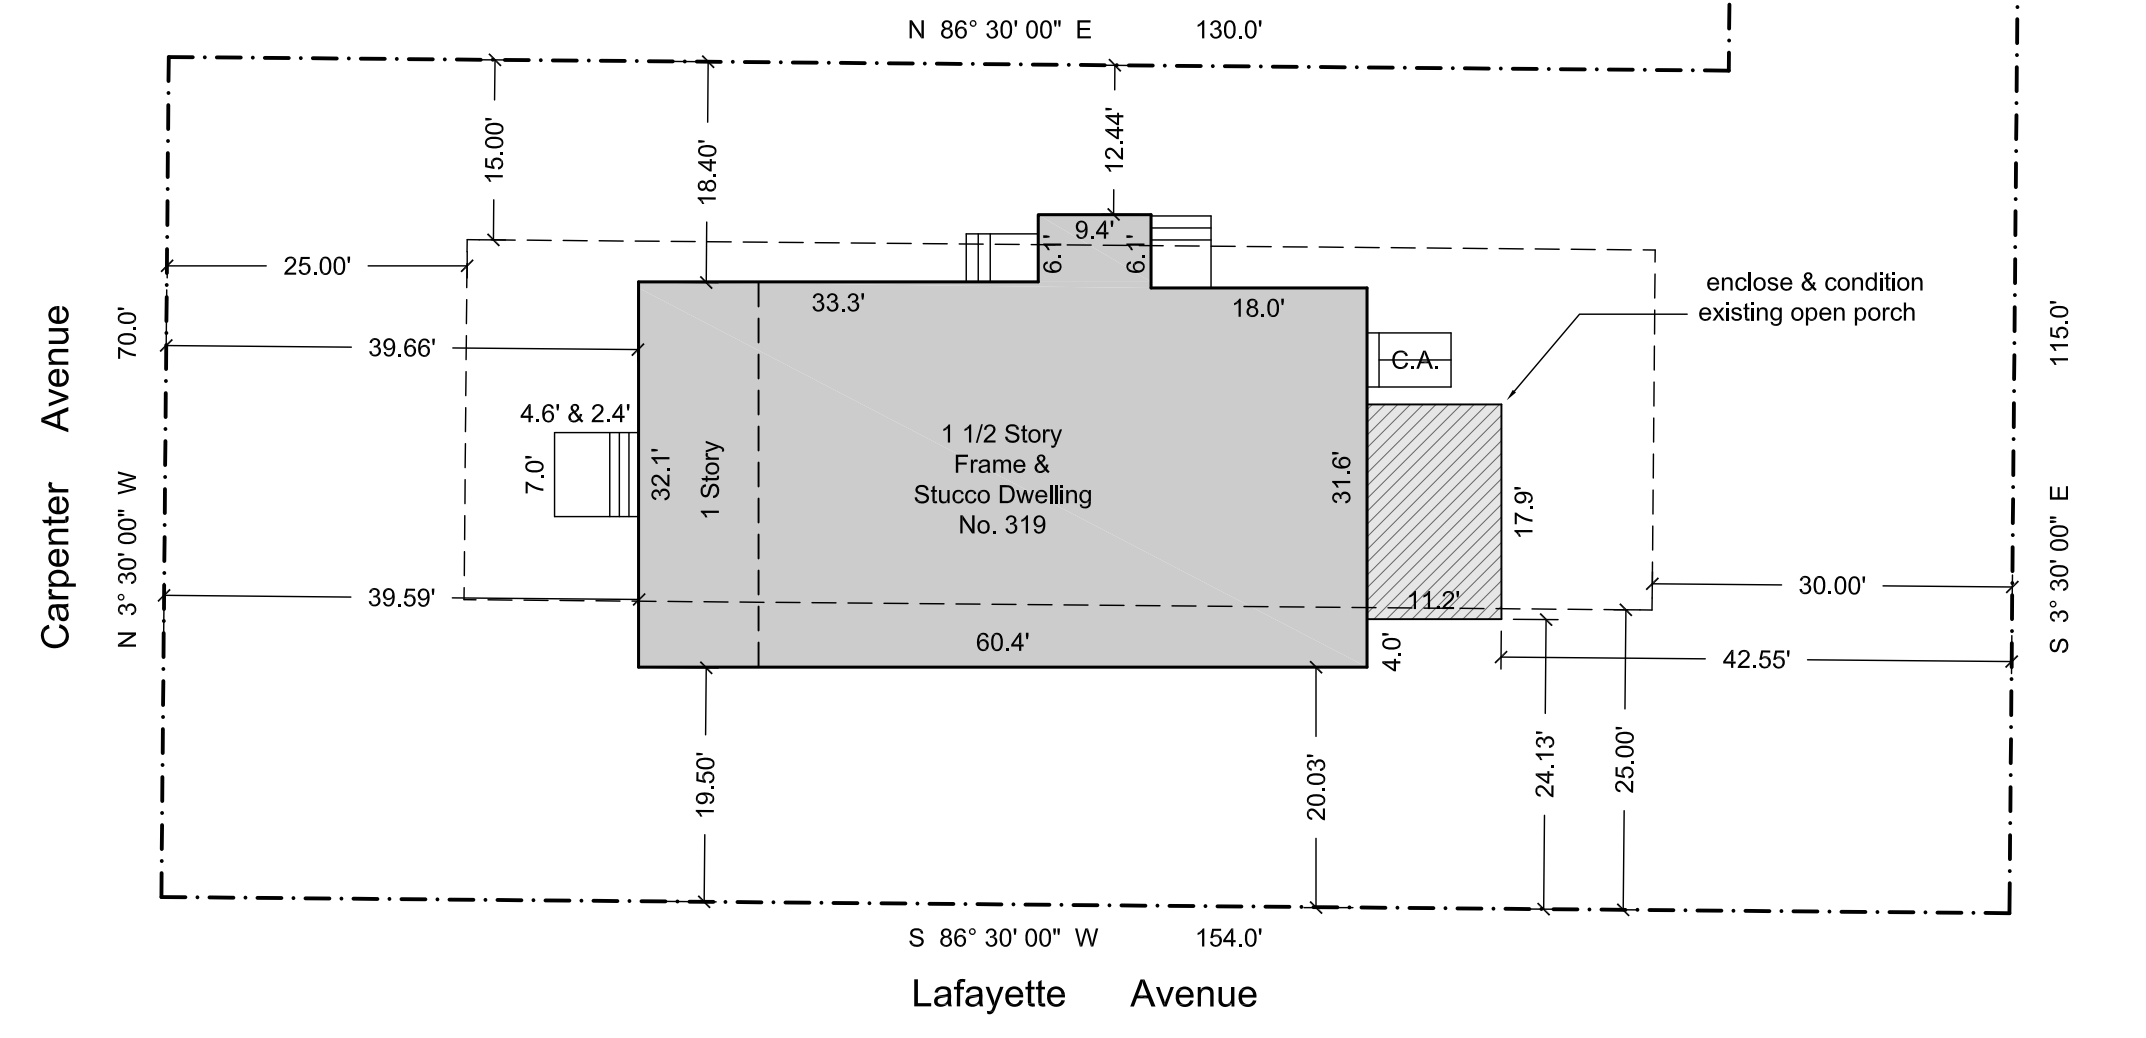 N 86° 30' 00" E 130.0'
15.00'
18.40'
12.44'
25.00'
9.4'
6.1'
6.1'
33.3'
18.0'
enclose & condition
existing open porch
Carpenter Avenue
N 3° 30' 00" W 70.0'
39.66'
C.A.
S 3° 30' 00" E 115.0'
4.6' & 2.4'
7.0'
32.1'
1 Story
1 1/2 Story
Frame &
Stucco Dwelling
No. 319
31.6'
17.9'
39.59'
11.2'
30.00'
60.4'
4.0'
42.55'
19.50'
20.03'
24.13'
25.00'
S 86° 30' 00" W 154.0'
Lafayette Avenue